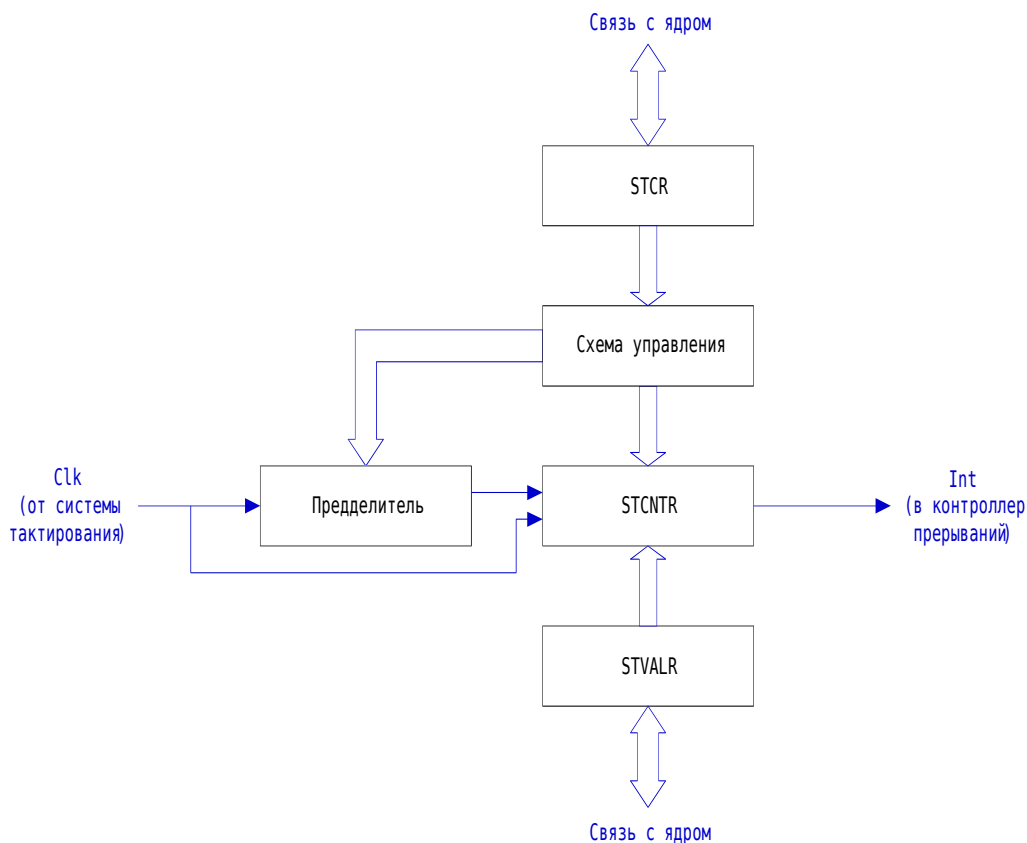 Связь с ядром
STCR
Схема управления
Clk
(от системы
тактирования)
Предделитель
STCNTR
Int
(в контроллер
прерываний)
STVALR
Связь с ядром